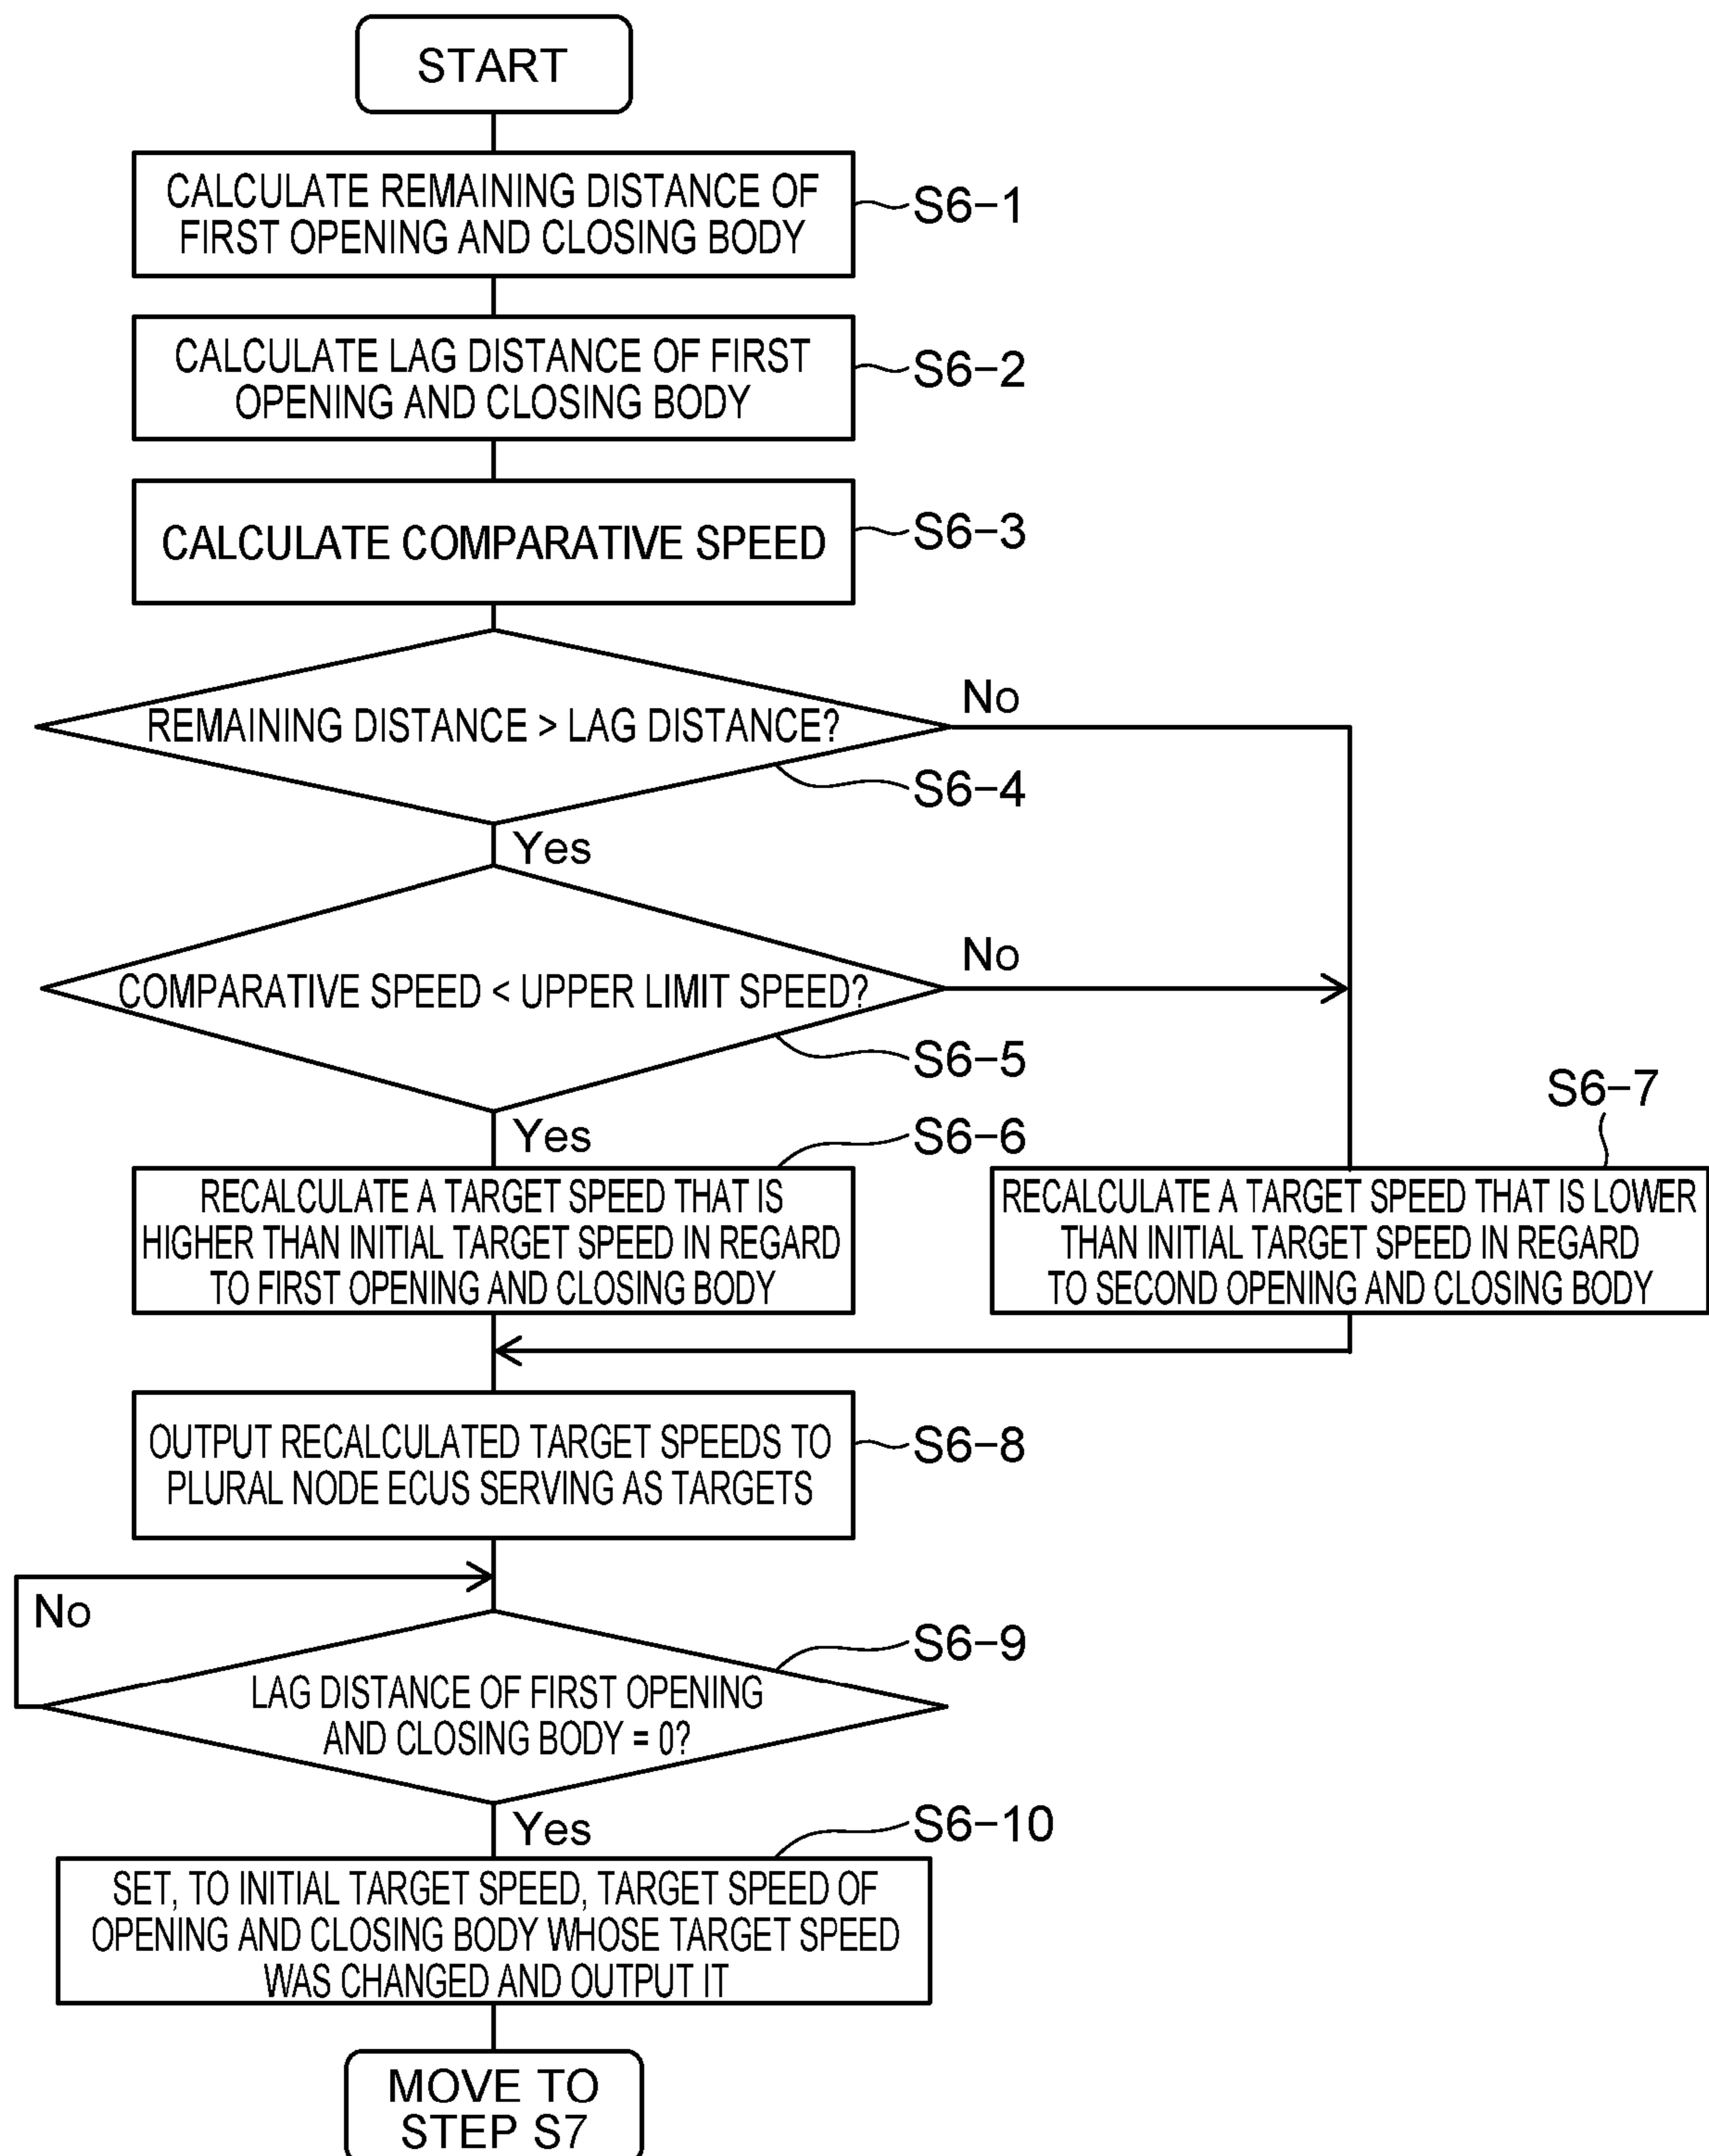 START
CALCULATE REMAINING DISTANCE OF
FIRST OPENING AND CLOSING BODY
S6-1
CALCULATE LAG DISTANCE OF FIRST
OPENING AND CLOSING BODY
S6-2
CALCULATE COMPARATIVE SPEED
S6-3
REMAINING DISTANCE > LAG DISTANCE?
No
S6-4
Yes
COMPARATIVE SPEED < UPPER LIMIT SPEED?
No
S6-5
Yes
S6-6
RECALCULATE A TARGET SPEED THAT IS
HIGHER THAN INITIAL TARGET SPEED IN REGARD
TO FIRST OPENING AND CLOSING BODY
S6-7
RECALCULATE A TARGET SPEED THAT IS LOWER
THAN INITIAL TARGET SPEED IN REGARD
TO SECOND OPENING AND CLOSING BODY
OUTPUT RECALCULATED TARGET SPEEDS TO
PLURAL NODE ECUS SERVING AS TARGETS
S6-8
No
S6-9
LAG DISTANCE OF FIRST OPENING
AND CLOSING BODY = 0?
Yes
S6-10
SET, TO INITIAL TARGET SPEED, TARGET SPEED OF
OPENING AND CLOSING BODY WHOSE TARGET SPEED
WAS CHANGED AND OUTPUT IT
MOVE TO
STEP S7